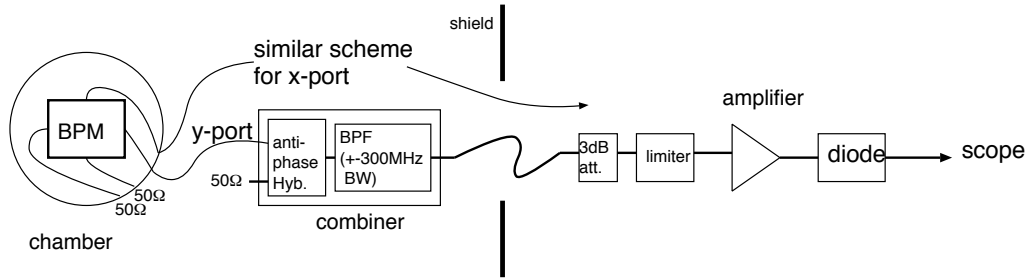 shield
similar scheme
for x-port
amplifier
BPM
y-port
anti-
phase
Hyb.
BPF
(+-300MHz
BW)
3dB
att.
limiter
diode
scope
50Ω
50Ω
50Ω
combiner
chamber